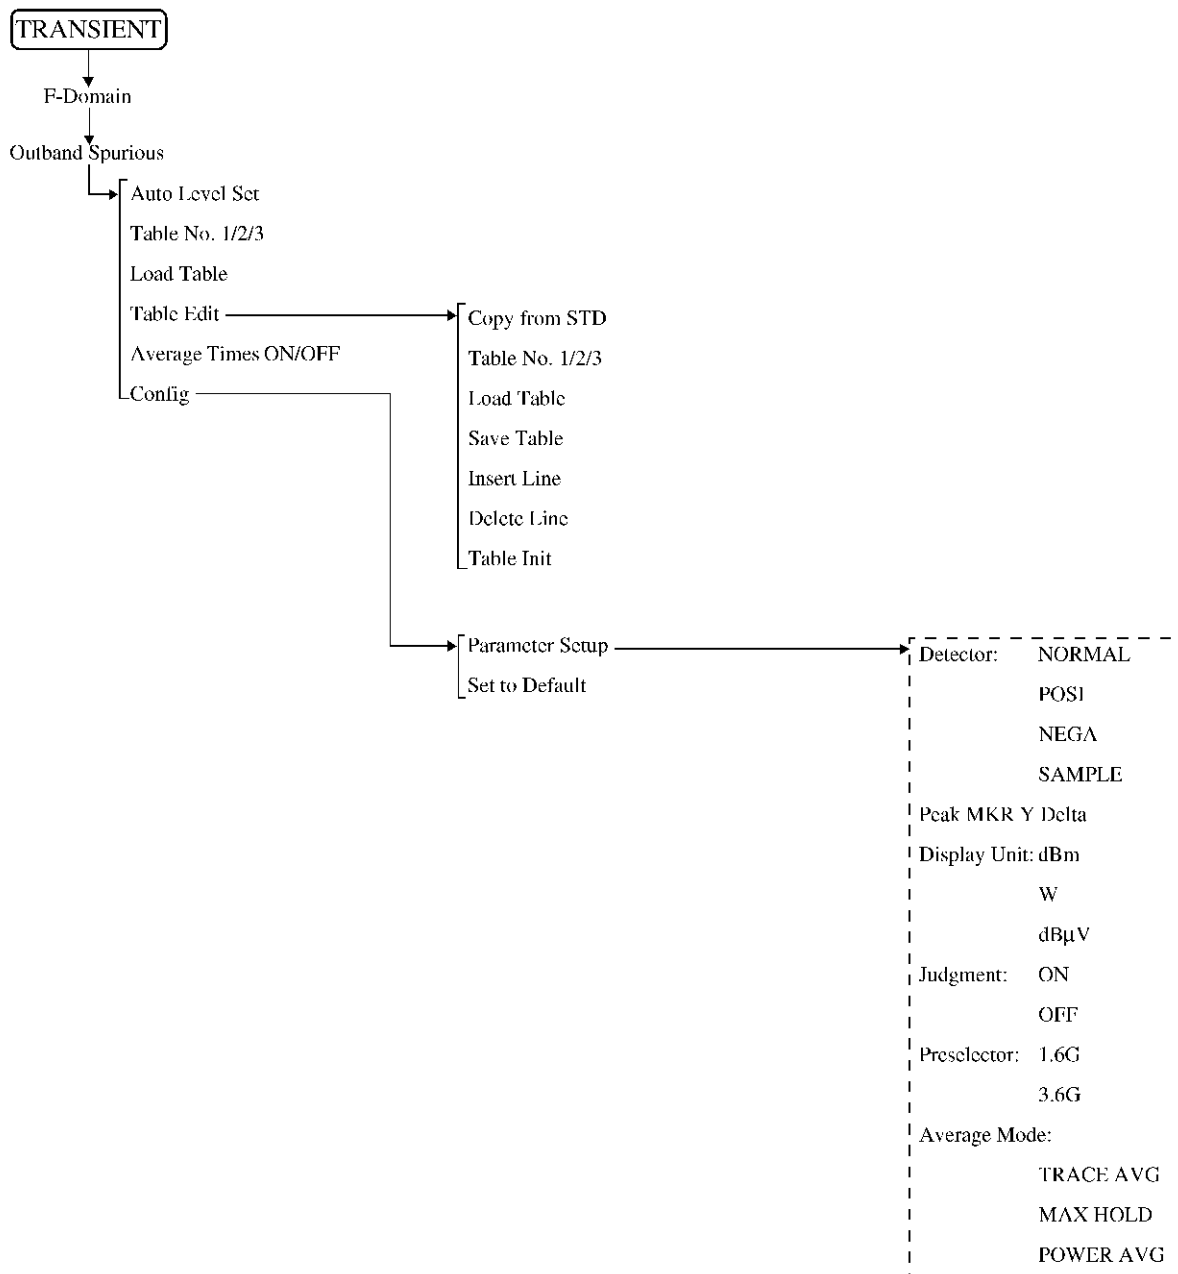 TRANSIENT
F-Domain
Outband Spurious
Auto Level Set
Table No. 1/2/3
Load Table
Table Edit
Average Times ON/OFF
Config
Copy from STD
Table No. 1/2/3
Load Table
Save Table
Insert Line
Delete Line
Table Init
Parameter Setup
Set to Default
Detector: NORMAL
POSI
NEGA
SAMPLE
Peak MKR Y Delta
Display Unit: dBm
W
dBµV
Judgment: ON
OFF
Preselector: 1.6G
3.6G
Average Mode:
TRACE AVG
MAX HOLD
POWER AVG